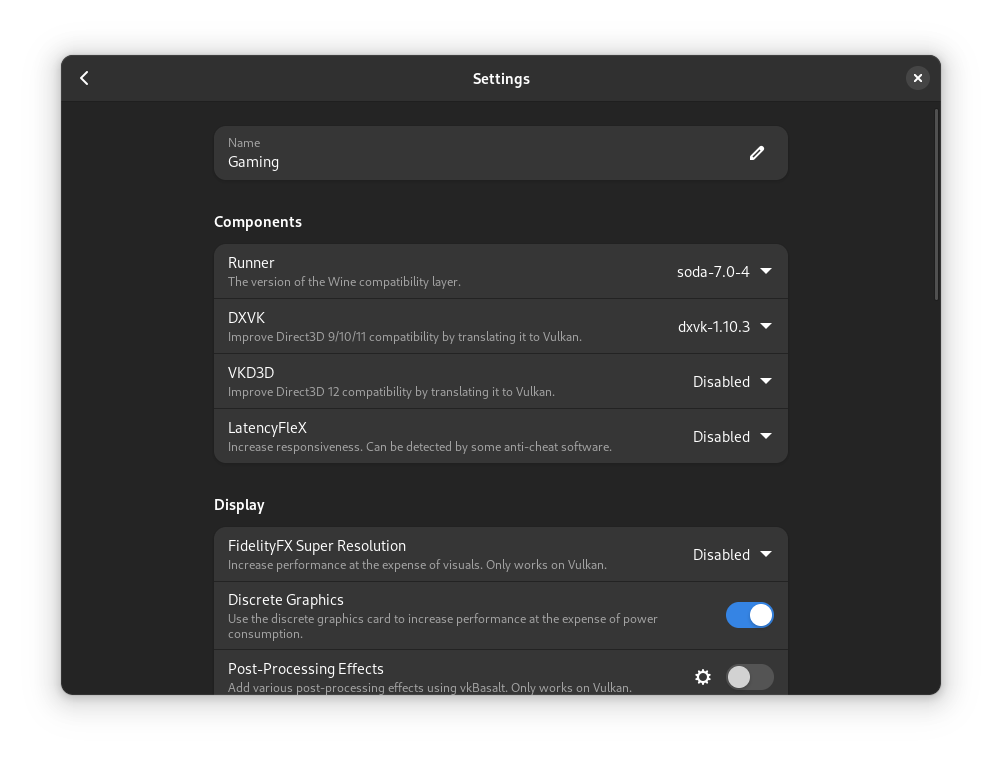 Settings
Name
Gaming
Components
Runner
The version of the Wine compatibility layer.
soda-7.0-4
DXVK
Improve Direct3D 9/10/11 compatibility by translating it to Vulkan.
dxvk-1.10.3
VKD3D
Improve Direct3D 12 compatibility by translating it to Vulkan.
Disabled
LatencyFleX
Increase responsiveness. Can be detected by some anti-cheat software.
Disabled
Display
FidelityFX Super Resolution
Increase performance at the expense of visuals. Only works on Vulkan.
Disabled
Discrete Graphics
Use the discrete graphics card to increase performance at the expense of power
consumption.
Post-Processing Effects
Add various post-processing effects using vkBasalt. Only works on Vulkan.